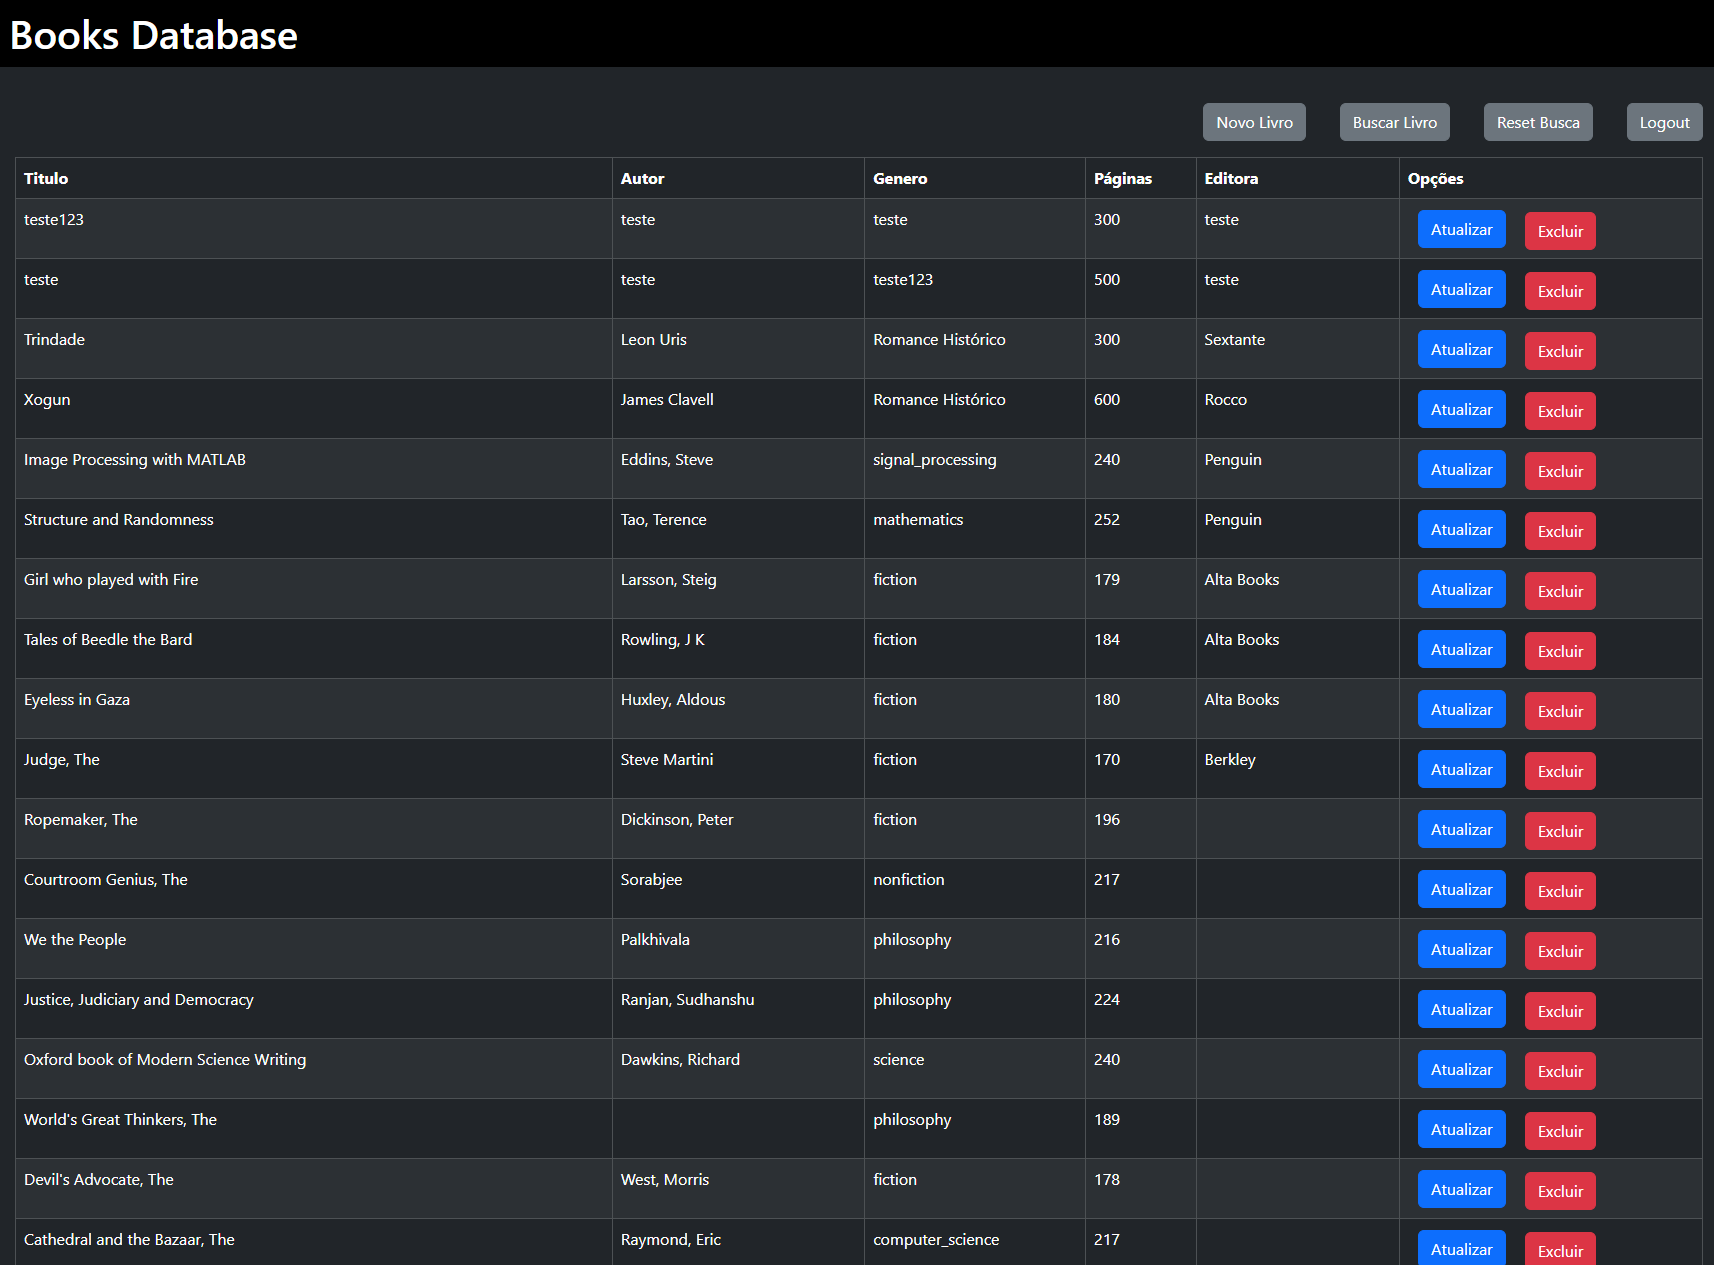 Books Database
Novo Livro Buscar Livro Reset Busca Logout
Titulo Autor Genero Páginas Editora Opções
teste123 teste teste 300 teste Atualizar Excluir
teste teste teste123 500 teste Atualizar Excluir
Trindade Leon Uris Romance Histórico 300 Sextante Atualizar Excluir
Xogun James Clavell Romance Histórico 600 Rocco Atualizar Excluir
Image Processing with MATLAB Eddins, Steve signal_processing 240 Penguin Atualizar Excluir
Structure and Randomness Tao, Terence mathematics 252 Penguin Atualizar Excluir
Girl who played with Fire Larsson, Steig fiction 179 Alta Books Atualizar Excluir
Tales of Beedle the Bard Rowling, J K fiction 184 Alta Books Atualizar Excluir
Eyeless in Gaza Huxley, Aldous fiction 180 Alta Books Atualizar Excluir
Judge, The Steve Martini fiction 170 Berkley Atualizar Excluir
Ropemaker, The Dickinson, Peter fiction 196 Atualizar Excluir
Courtroom Genius, The Sorabjee nonfiction 217 Atualizar Excluir
We the People Palkhivala philosophy 216 Atualizar Excluir
Justice, Judiciary and Democracy Ranjan, Sudhanshu philosophy 224 Atualizar Excluir
Oxford book of Modern Science Writing Dawkins, Richard science 240 Atualizar Excluir
World's Great Thinkers, The philosophy 189 Atualizar Excluir
Devil's Advocate, The West, Morris fiction 178 Atualizar Excluir
Cathedral and the Bazaar, The Raymond, Eric computer_science 217 Atualizar Excluir